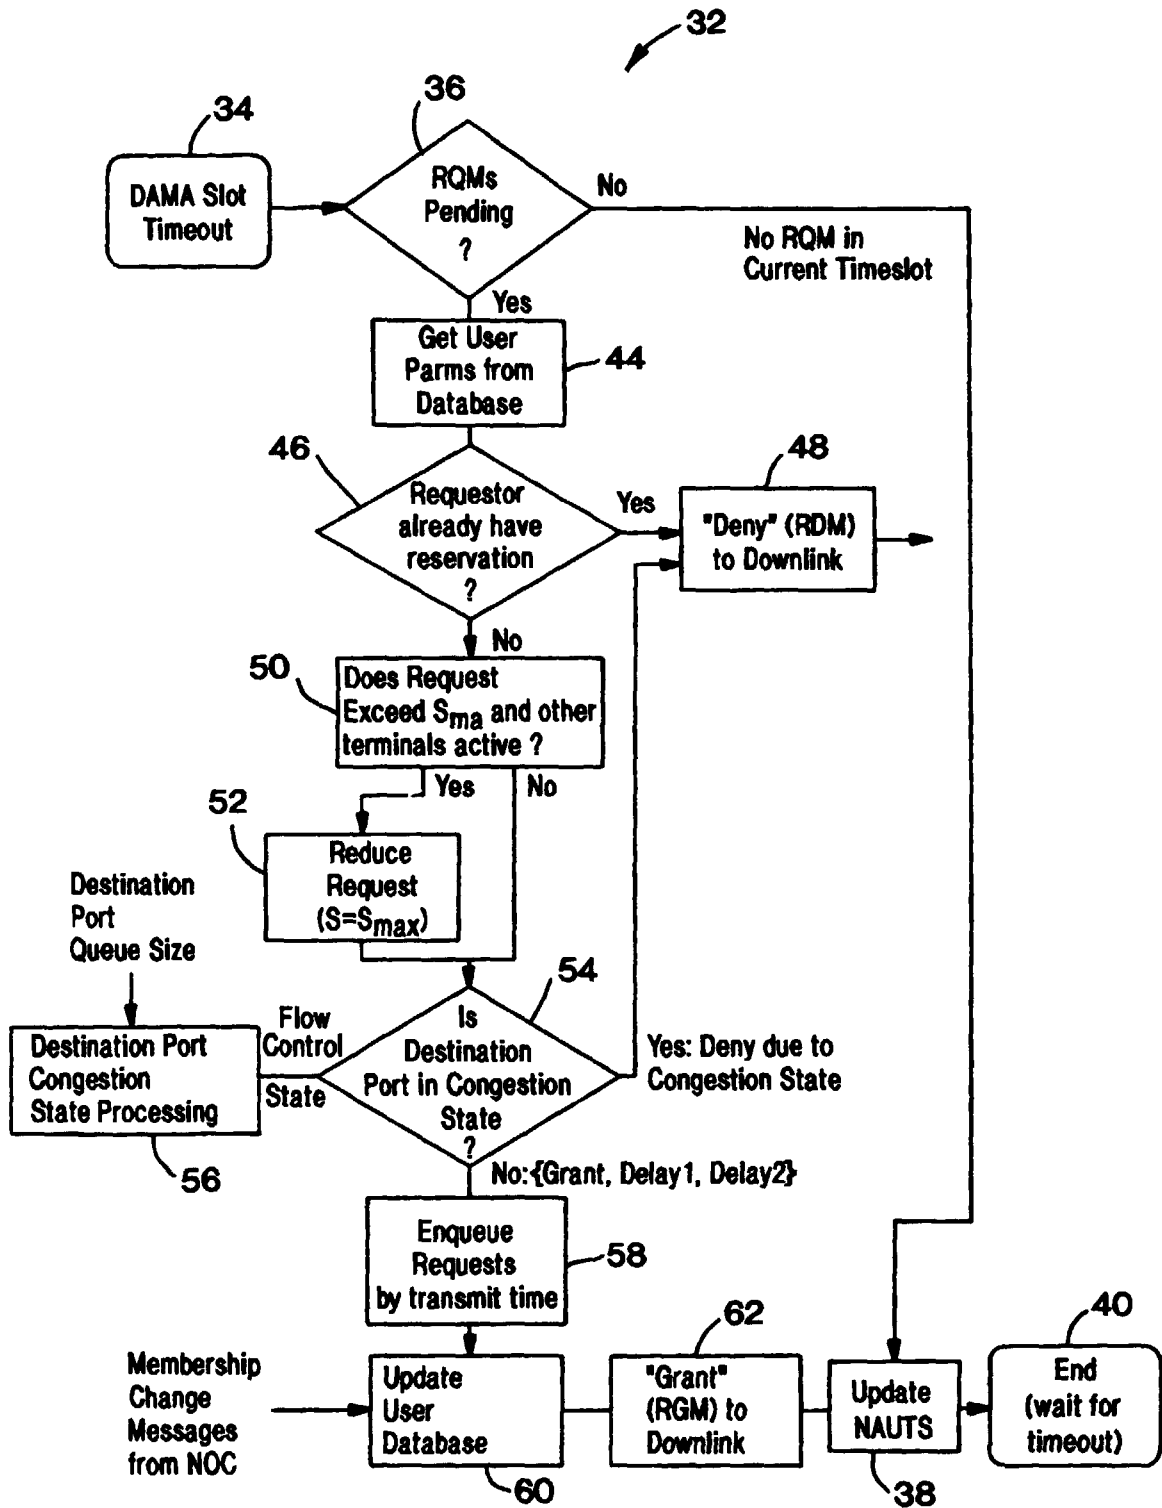 32
36
34
DAMA Slot
Timeout
RQMs
Pending
?
No
No RQM in
Current Timeslot
Yes
Get User
Parms from
Database
44
46
48
Requestor
already have
reservation
?
Yes
"Deny" (RDM)
to Downlink
No
50
Does Request
Exceed Sma and other
terminals active ?
Yes
No
52
Reduce
Request
(S=Smax)
Destination
Port
Queue Size
54
Is
Destination
Port in Congestion
State
?
Flow
Control
State
Destination Port
Congestion
State Processing
56
Yes: Deny due to
Congestion State
No:{Grant, Delay1, Delay2}
Enqueue
Requests
by transmit time
58
62
40
Membership
Change
Messages
from NOC
Update
User
Database
60
"Grant"
(RGM) to
Downlink
Update
NAUTS
38
End
(wait for
timeout)